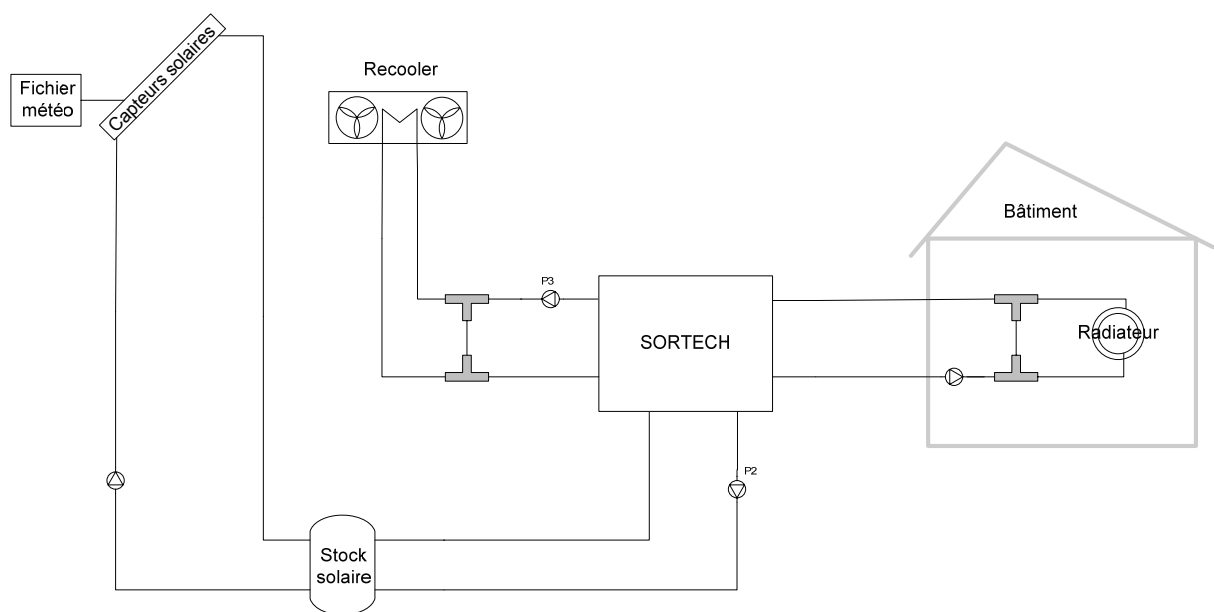 Capteurs solaires
Fichier
météo
Recooler
Bâtiment
P3
SORTECH
Radiateur
P2
Stock
solaire